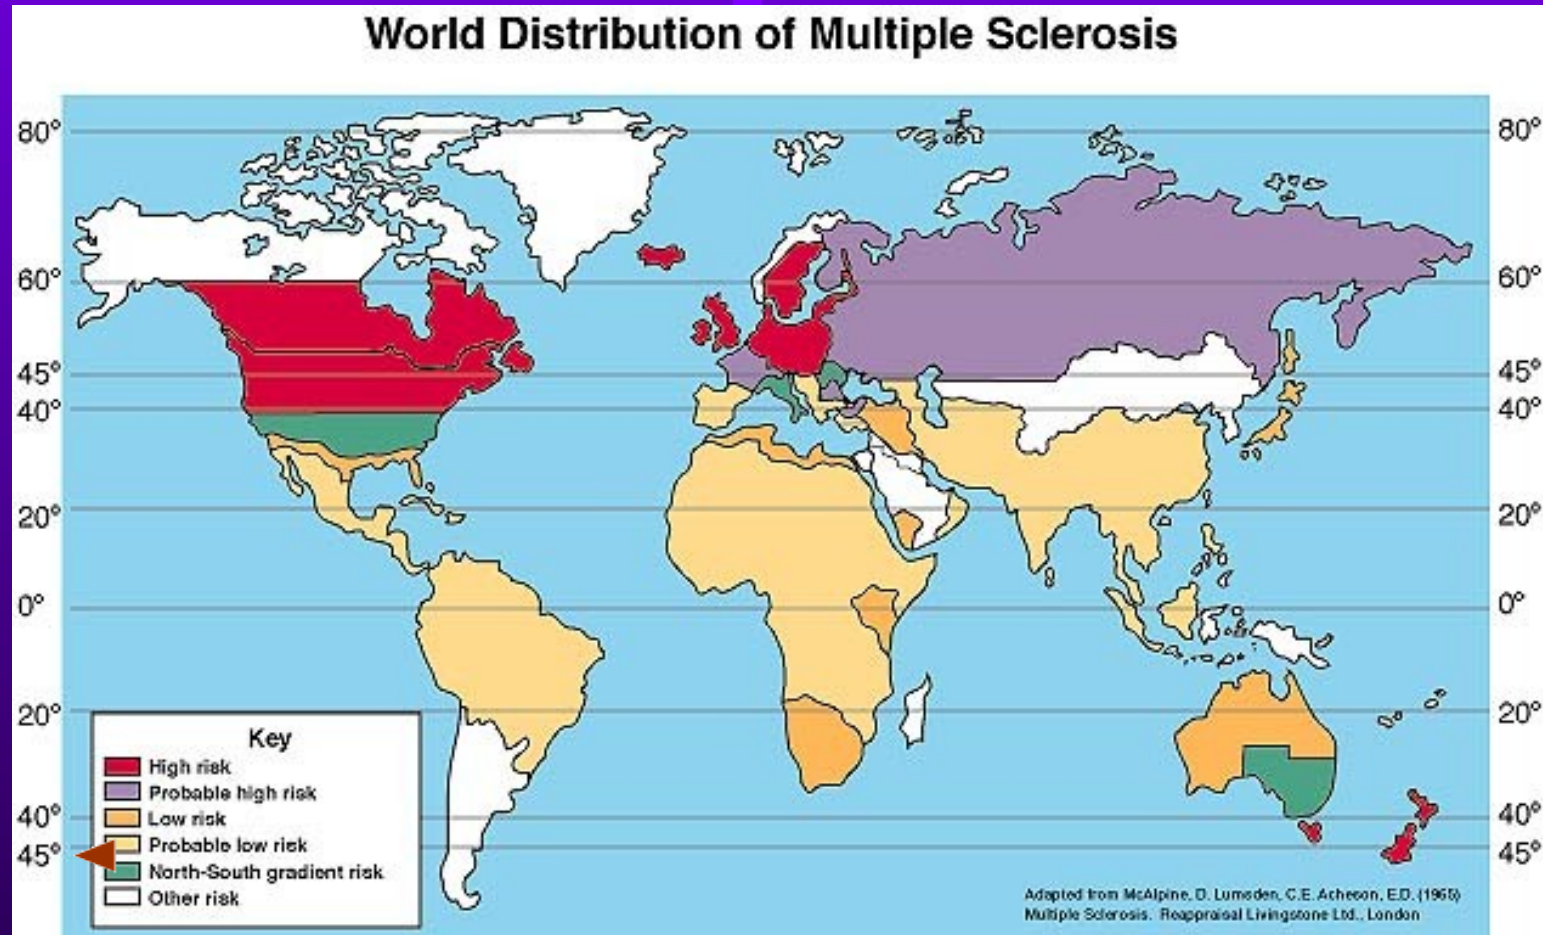 World Distribution of Multiple Sclerosis
80° 80°
60° 60°
45° 45°
40° 40°
20° 20°
0° 0°
20° 20°
40° 40°
45° 45°
Key
High risk
Probable high risk
Low risk
Probable low risk
North-South gradient risk
Other risk
Adapted from McAlpine, D. Lumsden, C.E. Acheson, E.D. (1965)
Multiple Sclerosis. Reappraisal Livingstone Ltd., London